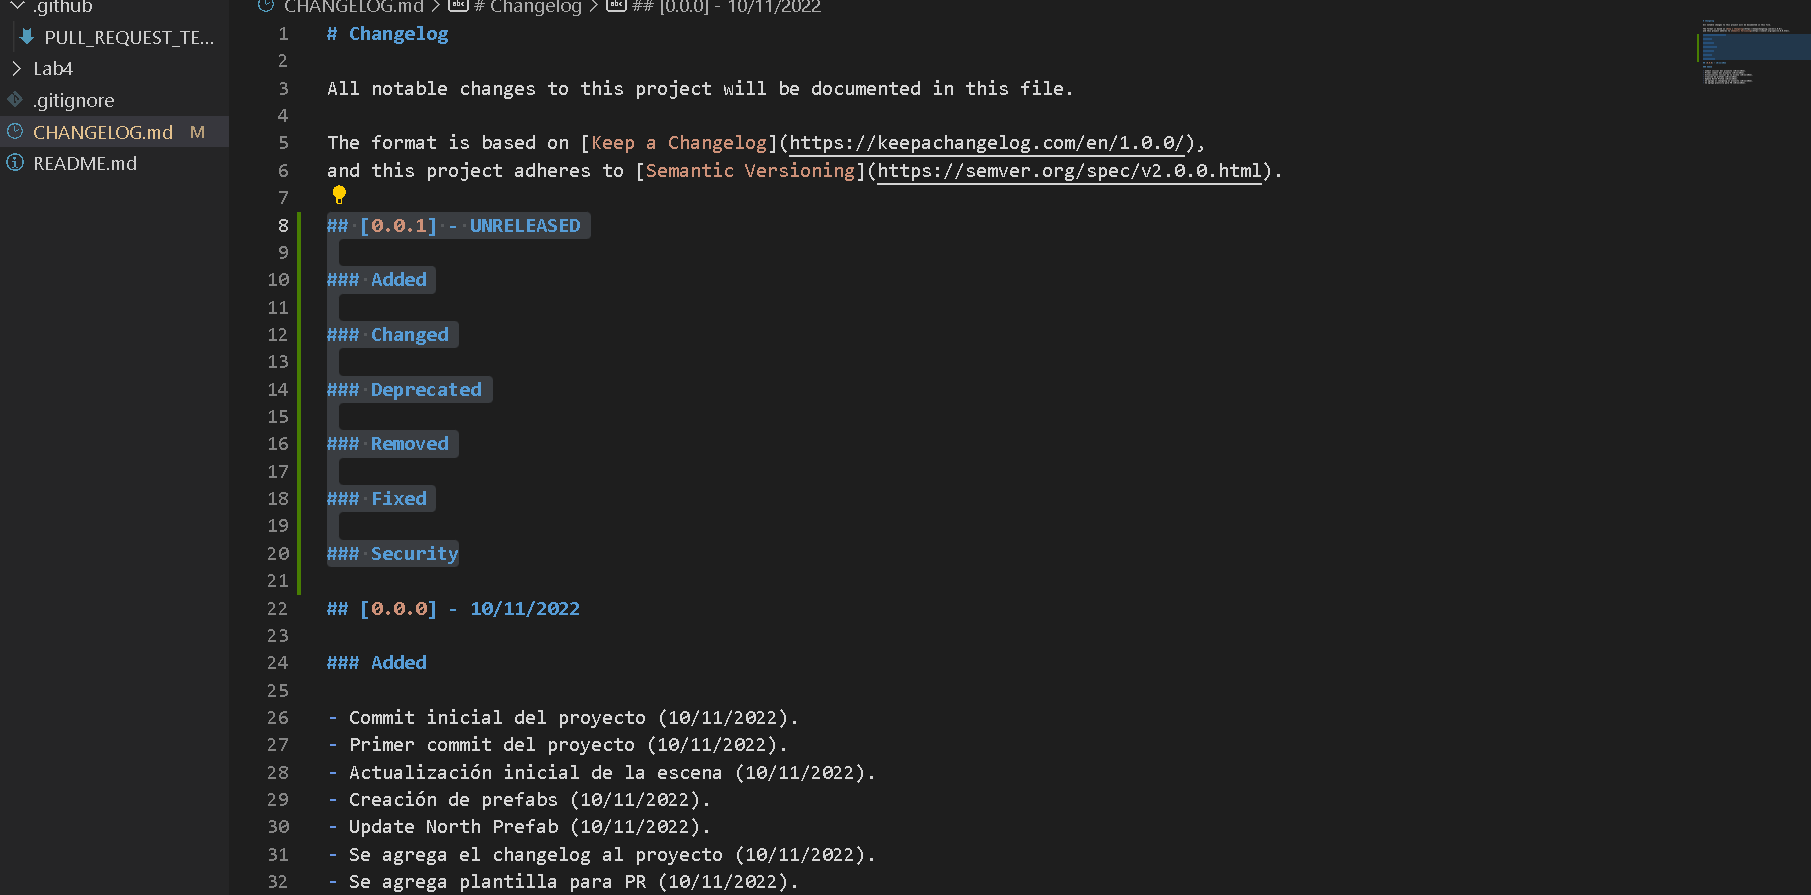 .github
PULL_REQUEST_TE...
Lab4
.gitignore
CHANGELOG.md M
README.md
CHANGELOG.md > # Changelog > ## [0.0.0] - 10/11/2022
1 # Changelog
2
3 All notable changes to this project will be documented in this file.
4
5 The format is based on [Keep a Changelog](https://keepachangelog.com/en/1.0.0/),
6 and this project adheres to [Semantic Versioning](https://semver.org/spec/v2.0.0.html).
7
8 ## [0.0.1] - UNRELEASED
9
10 ### Added
11
12 ### Changed
13
14 ### Deprecated
15
16 ### Removed
17
18 ### Fixed
19
20 ### Security
21
22 ## [0.0.0] - 10/11/2022
23
24 ### Added
25
26 - Commit inicial del proyecto (10/11/2022).
27 - Primer commit del proyecto (10/11/2022).
28 - Actualización inicial de la escena (10/11/2022).
29 - Creación de prefabs (10/11/2022).
30 - Update North Prefab (10/11/2022).
31 - Se agrega el changelog al proyecto (10/11/2022).
32 - Se agrega plantilla para PR (10/11/2022).